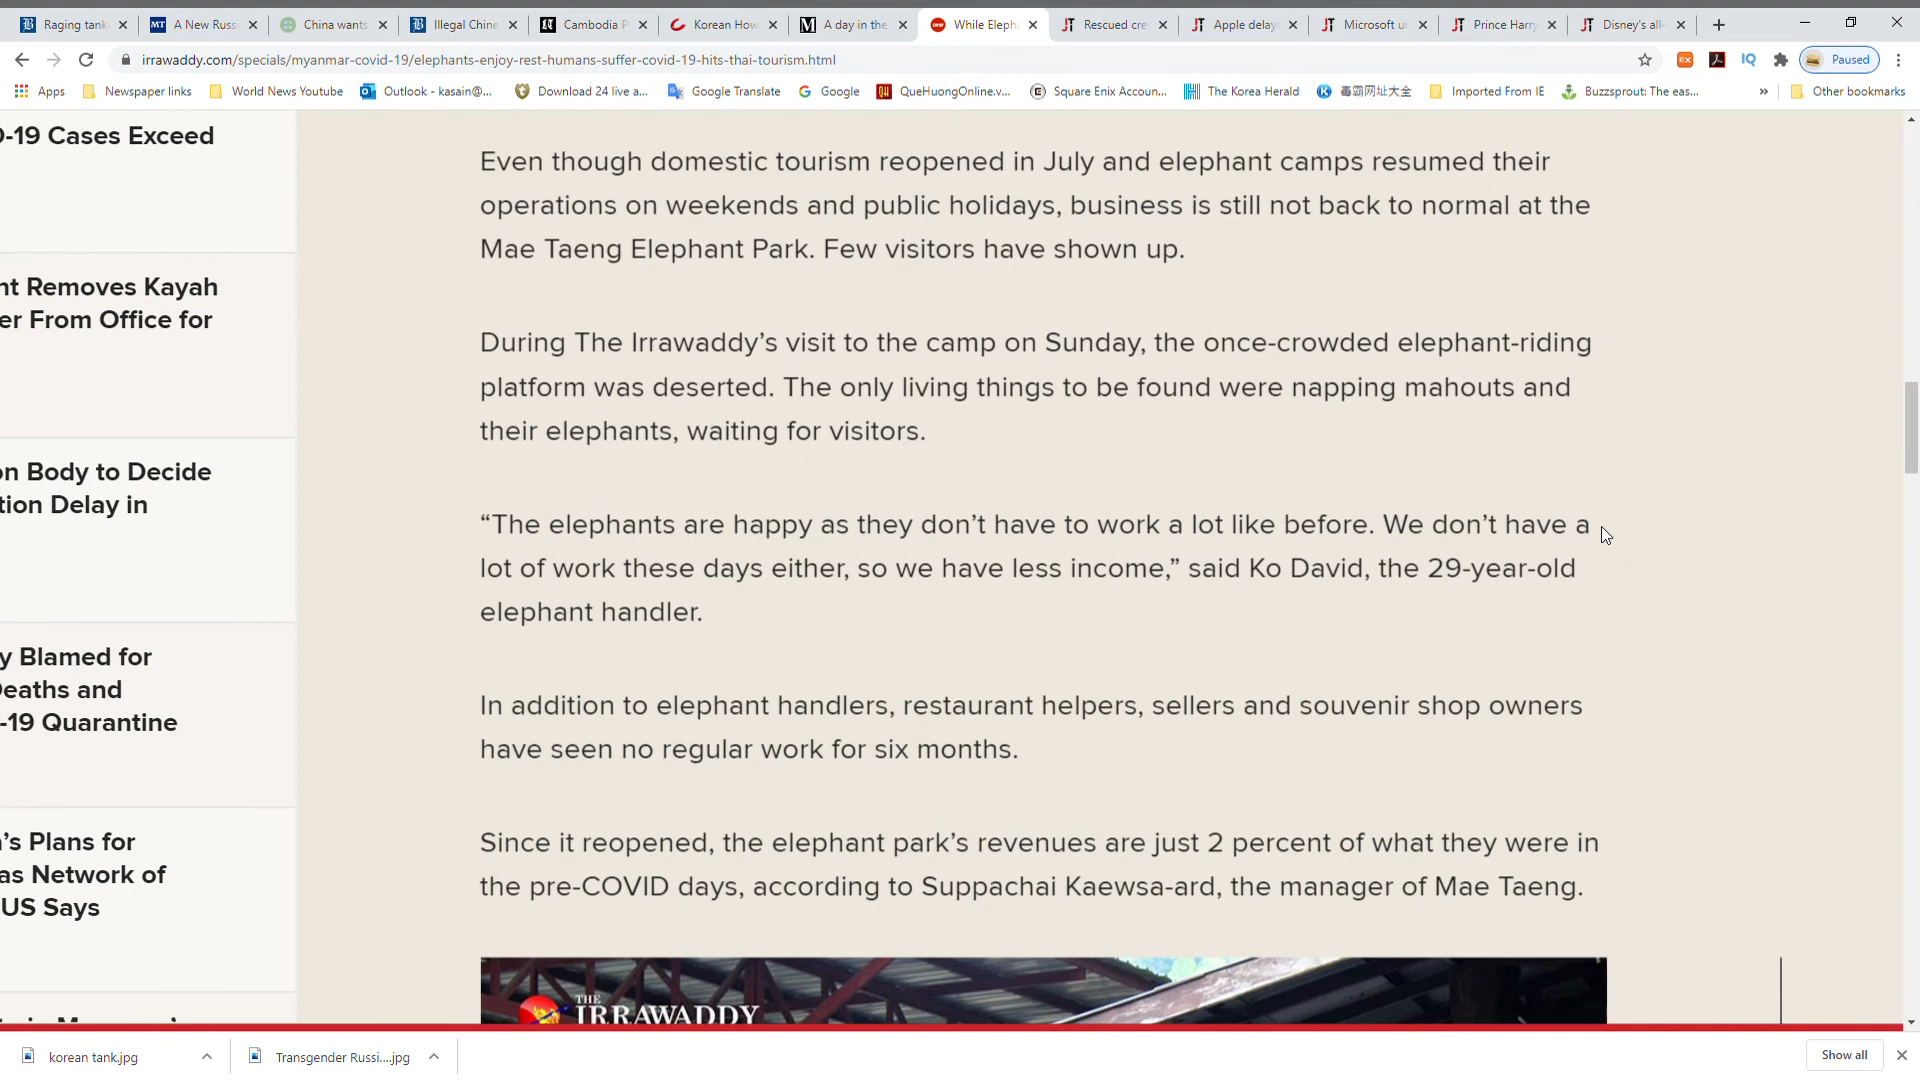 Raging tank
A New Russ
China wants
Illegal Chine
Cambodia P
Korean How
A day in the
While Eleph
Rescued cre
Apple delay
Microsoft un
Prince Harry
Disney's all-
irrawaddy.com/specials/myanmar-covid-19/elephants-enjoy-rest-humans-suffer-covid-19-hits-thai-tourism.html
Paused
Apps
Newspaper links
World News Youtube
Outlook - kasain@...
Download 24 live a...
Google Translate
Google
QueHuongOnline.v...
Square Enix Accoun...
The Korea Herald
毒霸网址大全
Imported From IE
Buzzsprout: The eas...
»
Other bookmarks
D-19 Cases Exceed
nt Removes Kayah
er From Office for
on Body to Decide
tion Delay in
y Blamed for
Deaths and
-19 Quarantine
's Plans for
as Network of
US Says
Even though domestic tourism reopened in July and elephant camps resumed their
operations on weekends and public holidays, business is still not back to normal at the
Mae Taeng Elephant Park. Few visitors have shown up.
During The Irrawaddy’s visit to the camp on Sunday, the once-crowded elephant-riding
platform was deserted. The only living things to be found were napping mahouts and
their elephants, waiting for visitors.
“The elephants are happy as they don’t have to work a lot like before. We don’t have a
lot of work these days either, so we have less income,” said Ko David, the 29-year-old
elephant handler.
In addition to elephant handlers, restaurant helpers, sellers and souvenir shop owners
have seen no regular work for six months.
Since it reopened, the elephant park’s revenues are just 2 percent of what they were in
the pre-COVID days, according to Suppachai Kaewsa-ard, the manager of Mae Taeng.
THE
IRRAWADDY
korean tank.jpg
Transgender Russi....jpg
Show all